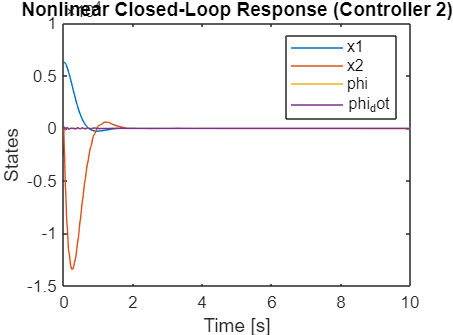 Nonlinear Closed-Loop Response (Controller 2)
1
0.5
0
-0.5
-1
-1.5
States
0 2 4 6 8 10
Time [s]
x1
x2
phi
phi_dot